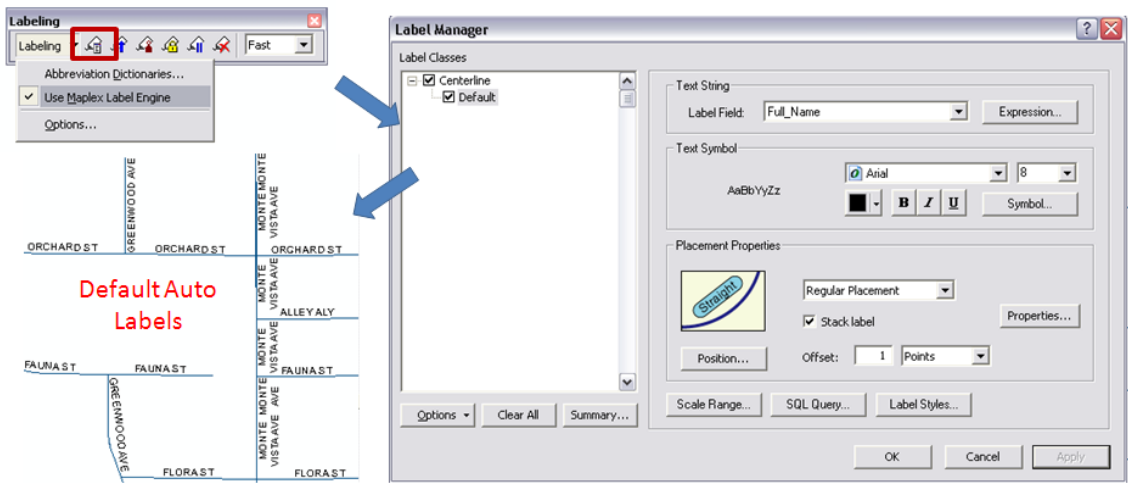 Labeling
Labeling
Fast
Abbreviation Dictionaries...
Use Maplex Label Engine
Options...
GREENWOOD AVE
MONTE MONTE
VISTA AVE
ORCHARD ST
ORCHARD ST
ORCHARD ST
Default Auto
Labels
MONTE
VISTA AVE
ALLEY ALY
MONTE
VISTA AVE
FAUNA ST
FAUNA ST
FAUNA ST
GREENWOOD AVE
MONTE MONTE
VISTA AVE AVE
FLORA ST
FLORA ST
Label Manager
Label Classes
Centerline
Default
Options
Clear All
Summary...
Text String
Label Field:
Full_Name
Expression...
Text Symbol
AaBbYyZz
Arial
8
B I U
Symbol...
Placement Properties
Straight
Regular Placement
Stack label
Properties...
Position...
Offset: 1 Points
Scale Range...
SQL Query...
Label Styles...
OK
Cancel
Apply